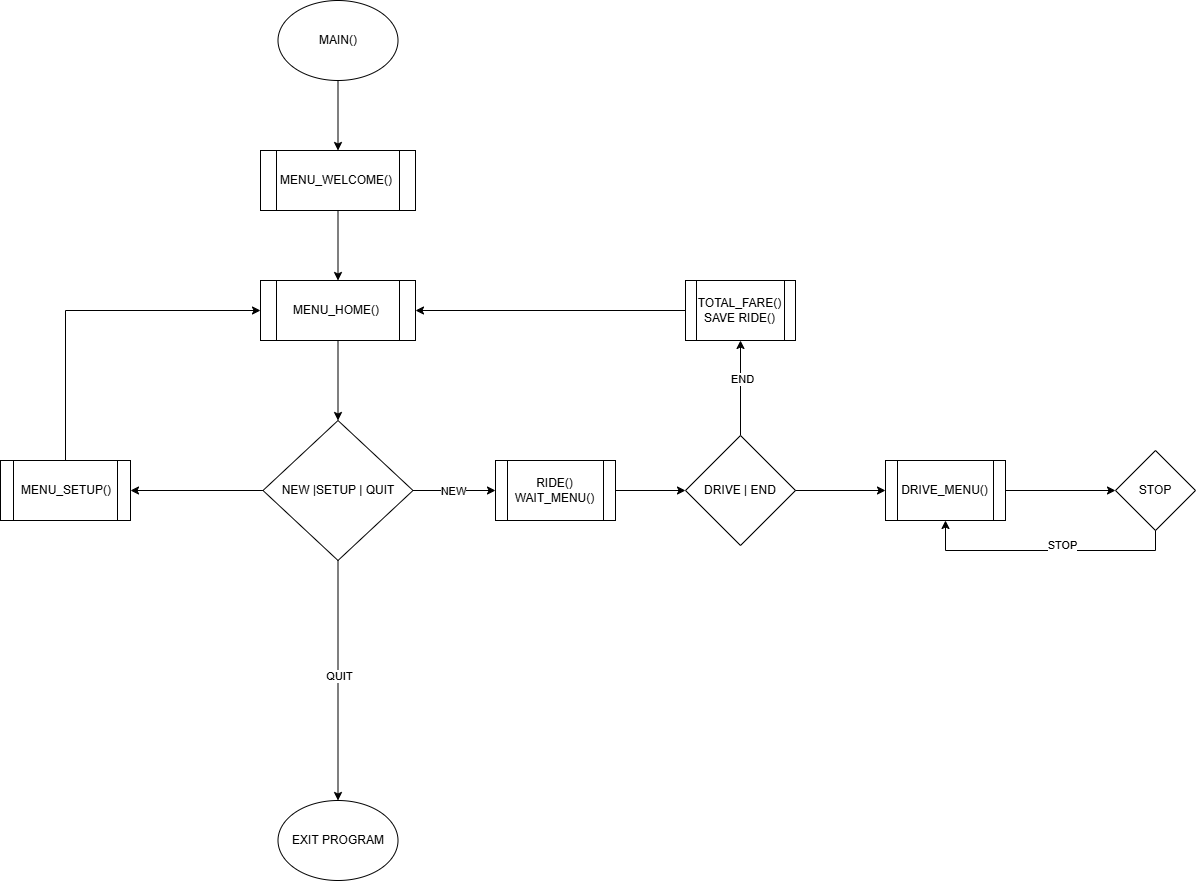 MAIN()
MENU_WELCOME()
MENU_HOME()
TOTAL_FARE()
SAVE RIDE()
END
MENU_SETUP()
NEW |SETUP | QUIT
NEW
RIDE()
WAIT_MENU()
DRIVE | END
DRIVE_MENU()
STOP
STOP
QUIT
EXIT PROGRAM